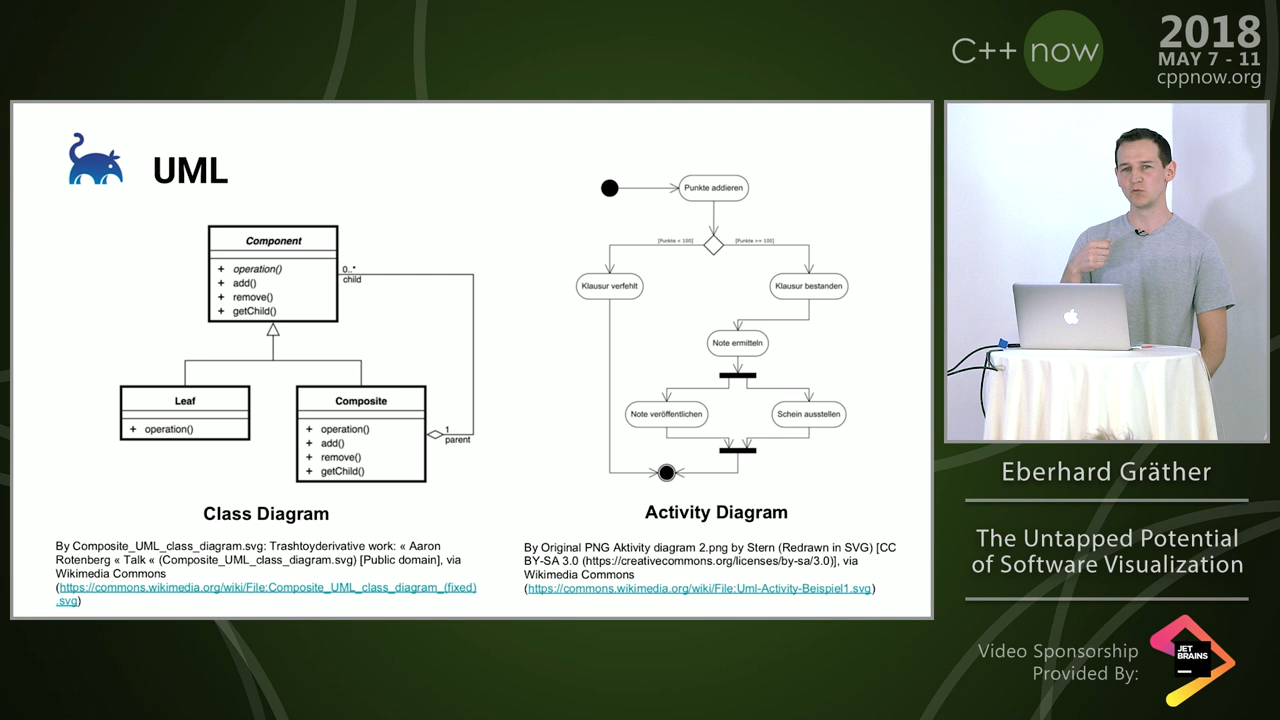 C++ now
2018
MAY 7 - 11
cppnow.org
UML
Component
+ operation()
+ add()
+ remove()
+ getChild()
0..*
child
Leaf
+ operation()
Composite
+ operation()
+ add()
+ remove()
+ getChild()
1
parent
Class Diagram
By Composite_UML_class_diagram.svg: Trashtoyderivative work: « Aaron
Rotenberg « Talk « (Composite_UML_class_diagram.svg) [Public domain], via
Wikimedia Commons
(https://commons.wikimedia.org/wiki/File:Composite_UML_class_diagram_(fixed)
.svg)
Punkte addieren
[Punkte < 100]
[Punkte >= 100]
Klausur verfehlt
Klausur bestanden
Note ermitteln
Note veröffentlichen
Schein ausstellen
Activity Diagram
By Original PNG Aktivity diagram 2.png by Stern (Redrawn in SVG) [CC
BY-SA 3.0 (https://creativecommons.org/licenses/by-sa/3.0)], via
Wikimedia Commons
(https://commons.wikimedia.org/wiki/File:Uml-Activity-Beispiel1.svg)
Eberhard Gräther
The Untapped Potential
of Software Visualization
Video Sponsorship
Provided By:
JET
BRAINS